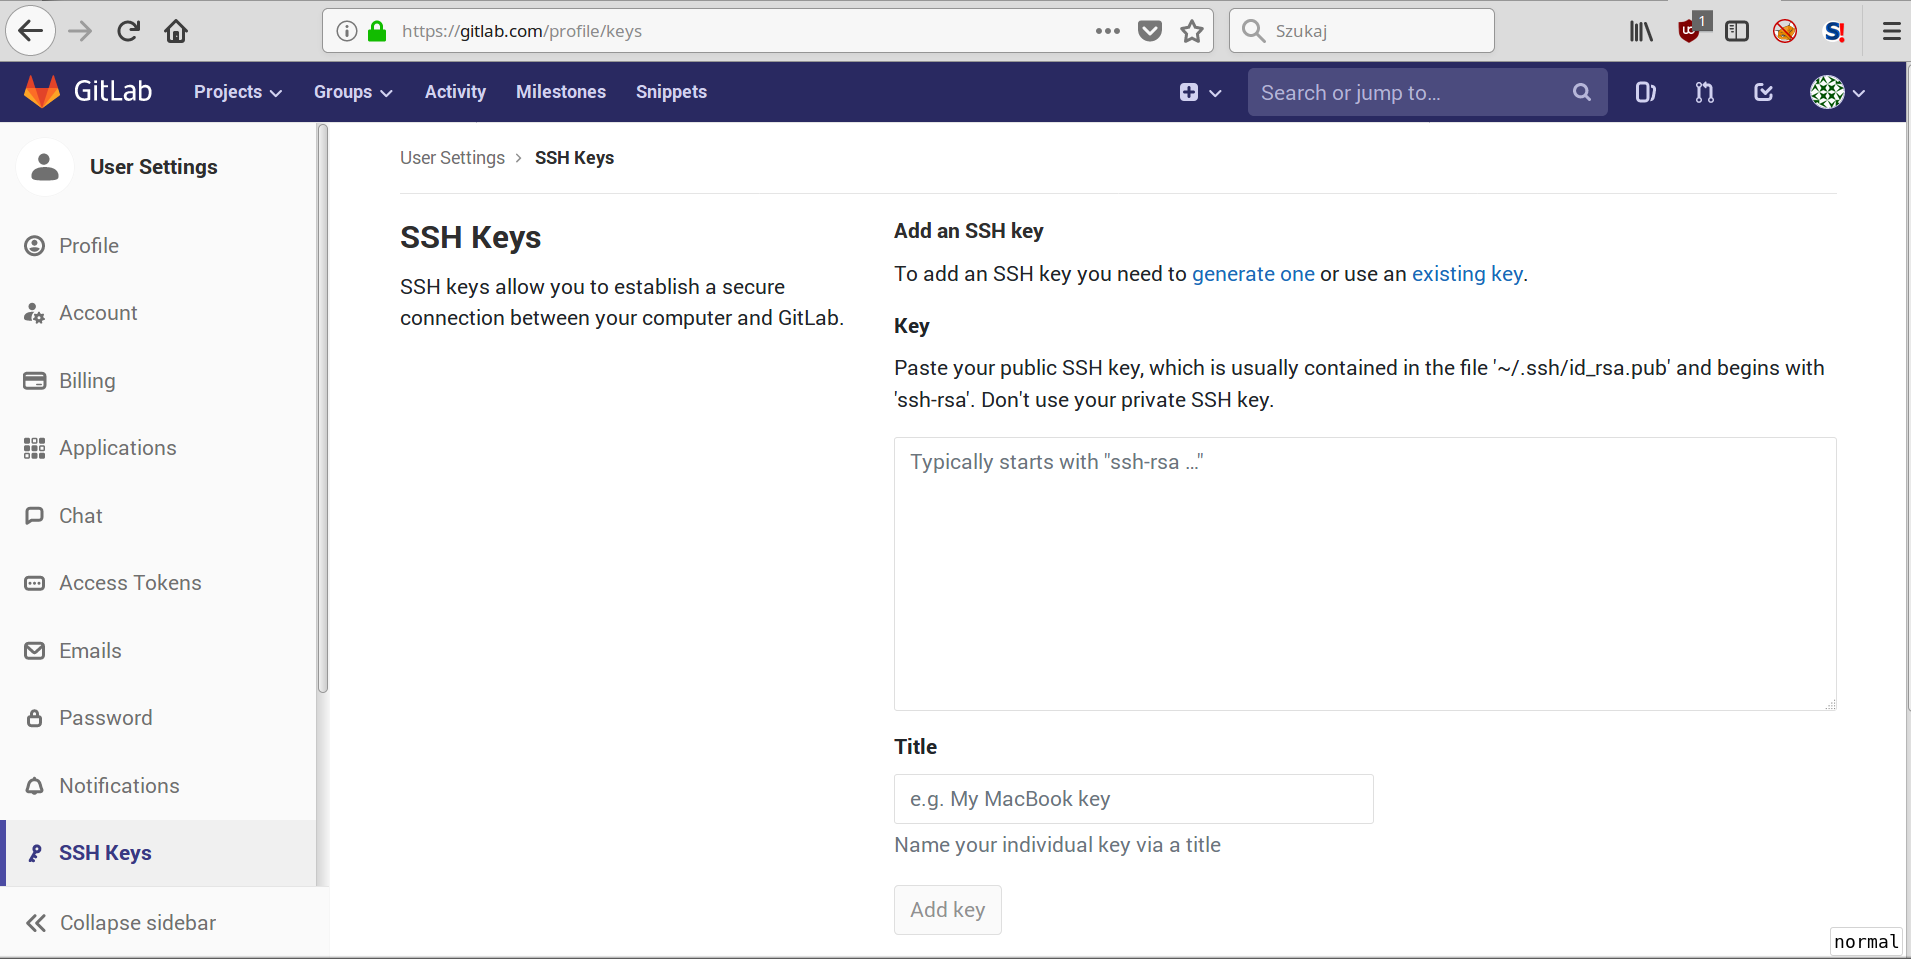 https://gitlab.com/profile/keys
Szukaj
1
S!
GitLab
Projects
Groups
Activity
Milestones
Snippets
Search or jump to…
User Settings
Profile
Account
Billing
Applications
Chat
Access Tokens
Emails
Password
Notifications
SSH Keys
Collapse sidebar
User Settings > SSH Keys
SSH Keys
SSH keys allow you to establish a secure
connection between your computer and GitLab.
Add an SSH key
To add an SSH key you need to generate one or use an existing key.
Key
Paste your public SSH key, which is usually contained in the file '~/.ssh/id_rsa.pub' and begins with
'ssh-rsa'. Don't use your private SSH key.
Typically starts with "ssh-rsa …"
Title
e.g. My MacBook key
Name your individual key via a title
Add key
normal